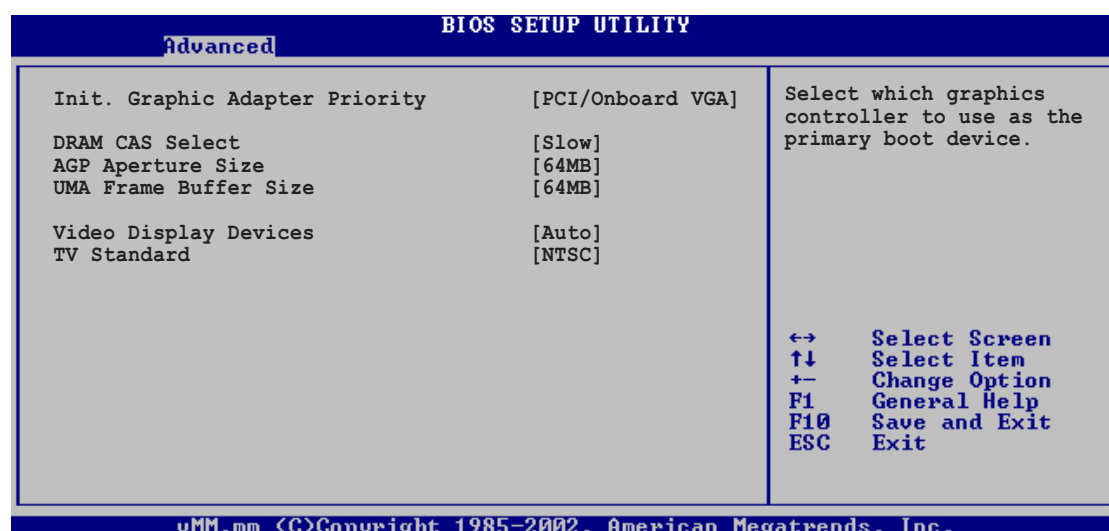 BIOS SETUP UTILITY
Advanced
Init. Graphic Adapter Priority [PCI/Onboard VGA]
DRAM CAS Select [Slow]
AGP Aperture Size [64MB]
UMA Frame Buffer Size [64MB]
Video Display Devices [Auto]
TV Standard [NTSC]
Select which graphics
controller to use as the
primary boot device.
←→ Select Screen
↑↓ Select Item
+- Change Option
F1 General Help
F10 Save and Exit
ESC Exit
vMM.mm (C)Copyright 1985-2002, American Megatrends, Inc.